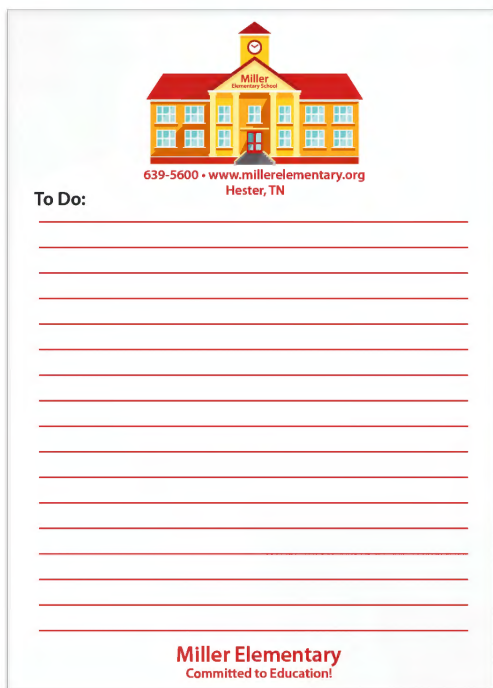 Miller
Elementary School
639-5600 • www.millerelementary.org
Hester, TN
To Do:
Miller Elementary
Committed to Education!